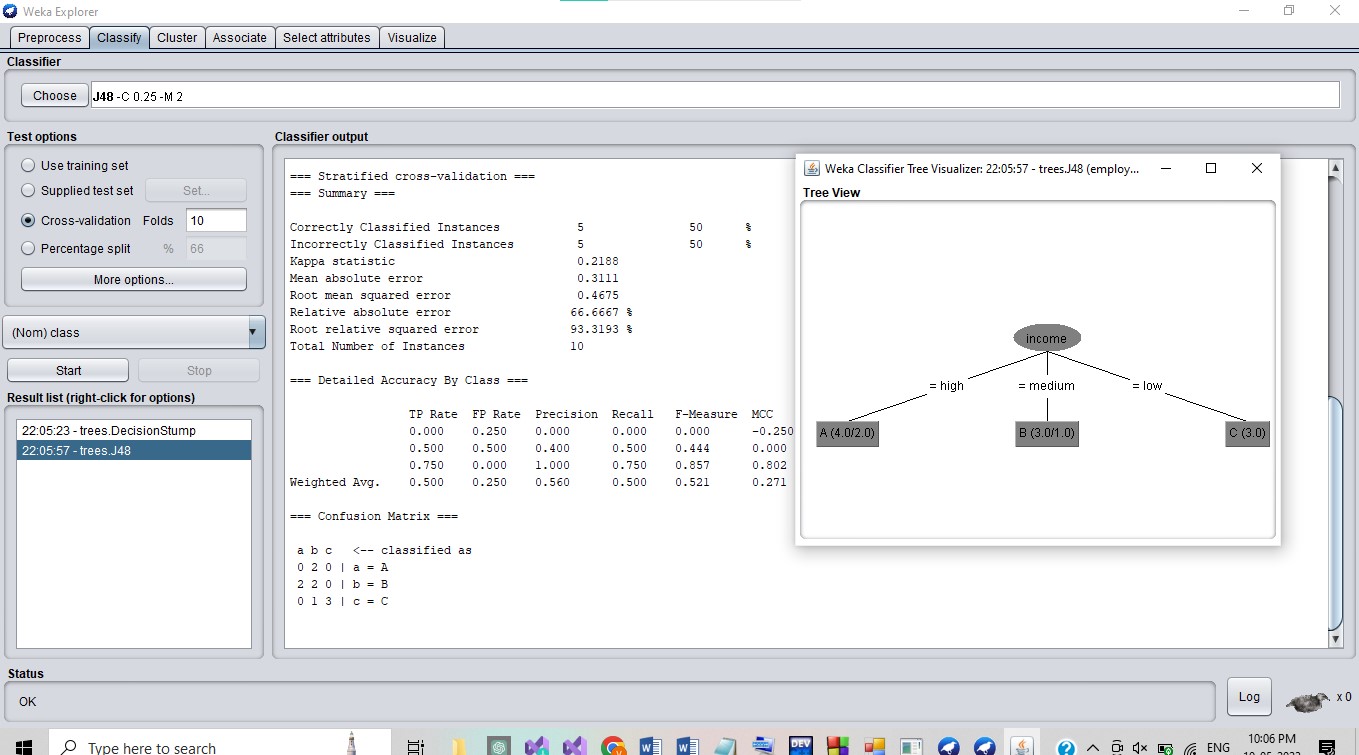 Weka Explorer
Preprocess Classify Cluster Associate Select attributes Visualize
Classifier
Choose J48 -C 0.25 -M 2
Test options
Use training set
Supplied test set Set...
Cross-validation Folds 10
Percentage split % 66
More options...
(Nom) class
Start Stop
Result list (right-click for options)
22:05:23 - trees.DecisionStump
22:05:57 - trees.J48
Classifier output
=== Stratified cross-validation ===
=== Summary ===
Correctly Classified Instances 5 50 %
Incorrectly Classified Instances 5 50 %
Kappa statistic 0.2188
Mean absolute error 0.3111
Root mean squared error 0.4675
Relative absolute error 66.6667 %
Root relative squared error 93.3193 %
Total Number of Instances 10
=== Detailed Accuracy By Class ===
TP Rate FP Rate Precision Recall F-Measure MCC
0.000 0.250 0.000 0.000 0.000 -0.250
0.500 0.500 0.400 0.500 0.444 0.000
0.750 0.000 1.000 0.750 0.857 0.802
Weighted Avg. 0.500 0.250 0.560 0.500 0.521 0.271
=== Confusion Matrix ===
a b c <-- classified as
0 2 0 | a = A
2 2 0 | b = B
0 1 3 | c = C
Weka Classifier Tree Visualizer: 22:05:57 - trees.J48 (employ...
Tree View
income
= high = medium = low
A (4.0/2.0) B (3.0/1.0) C (3.0)
Status
OK
Log x 0
Type here to search
DEV
ENG
10:06 PM